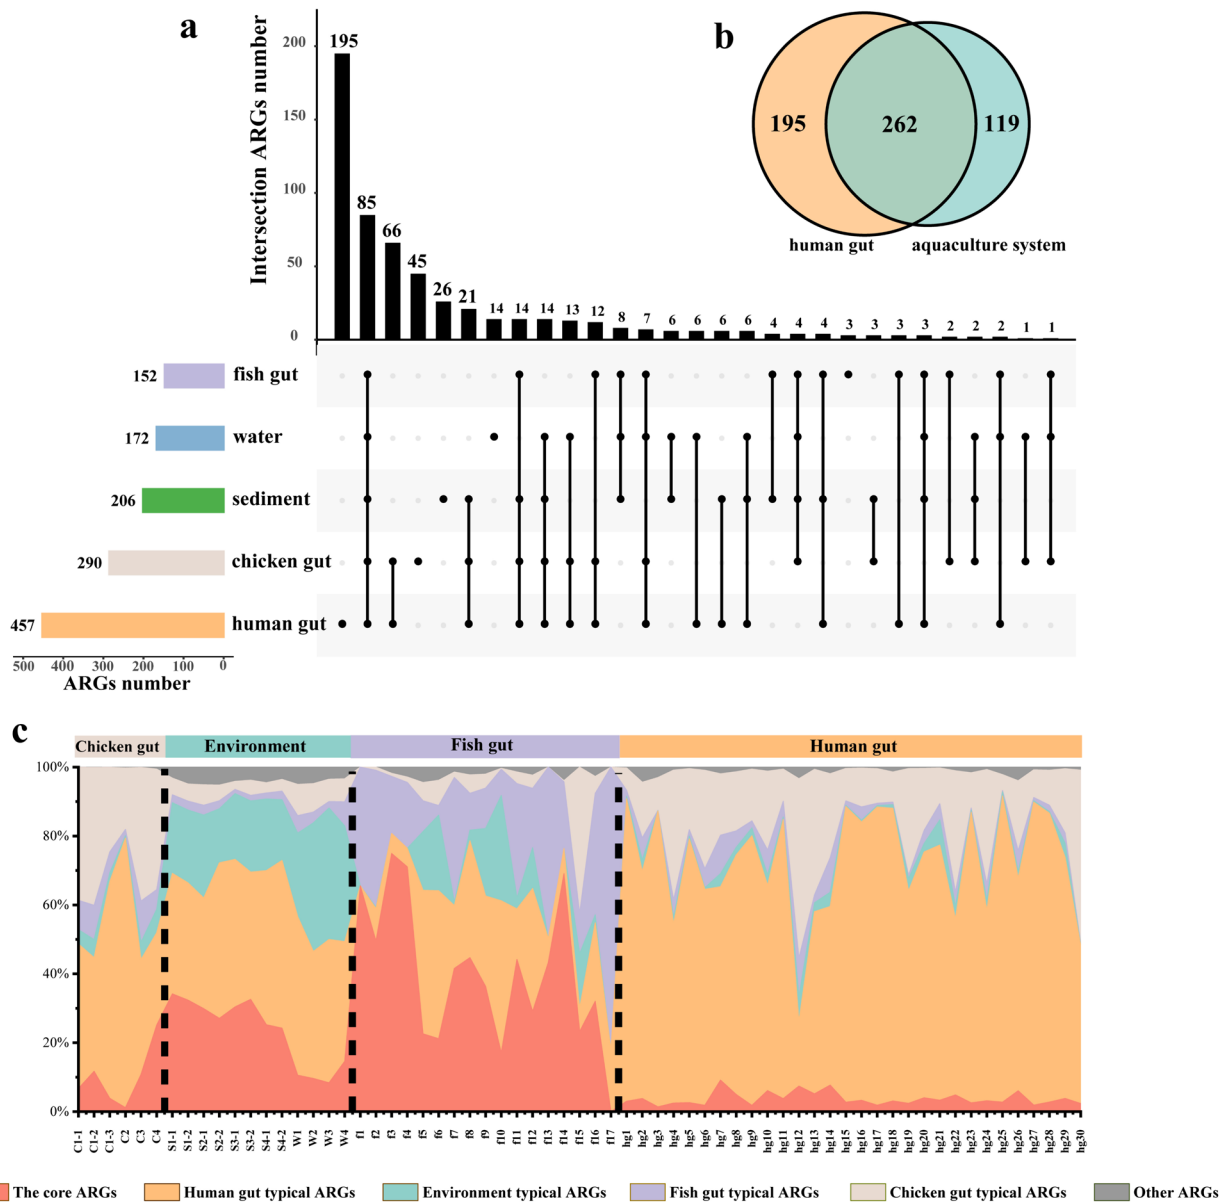 a
Intersection ARGs number
200
150
100
50
0
195
85
66
45
26
21
14
14
14
13
12
8
7
6
6
6
6
4
4
4
3
3
3
3
2
2
2
1
1
b
195
262
119
human gut
aquaculture system
152
fish gut
172
water
206
sediment
290
chicken gut
457
human gut
500 400 300 200 100 0
ARGs number
c
Chicken gut
Environment
Fish gut
Human gut
100%
80%
60%
40%
20%
0%
C1-1
C1-2
C1-3
C2
C3
C4
S1-1
S1-2
S2-1
S2-2
S3-1
S3-2
S4-1
S4-2
W1
W2
W3
W4
f1
f2
f3
f4
f5
f6
f7
f8
f9
f10
f11
f12
f13
f14
f15
f16
f17
hg1
hg2
hg3
hg4
hg5
hg6
hg7
hg8
hg9
hg10
hg11
hg12
hg13
hg14
hg15
hg16
hg17
hg18
hg19
hg20
hg21
hg22
hg23
hg24
hg25
hg26
hg27
hg28
hg29
hg30
The core ARGs
Human gut typical ARGs
Environment typical ARGs
Fish gut typical ARGs
Chicken gut typical ARGs
Other ARGs